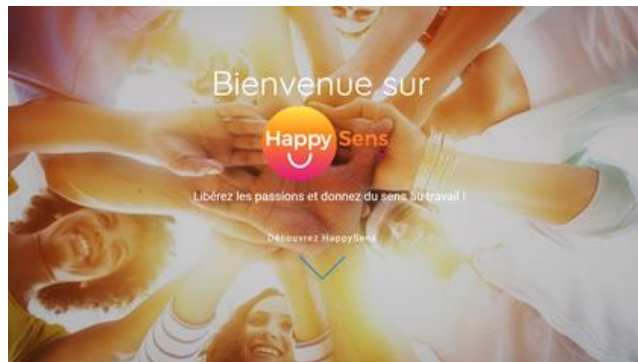 Bienvenue sur
Happy Sens
Libérez les passions et donnez du sens au travail !
Découvrez HappySens